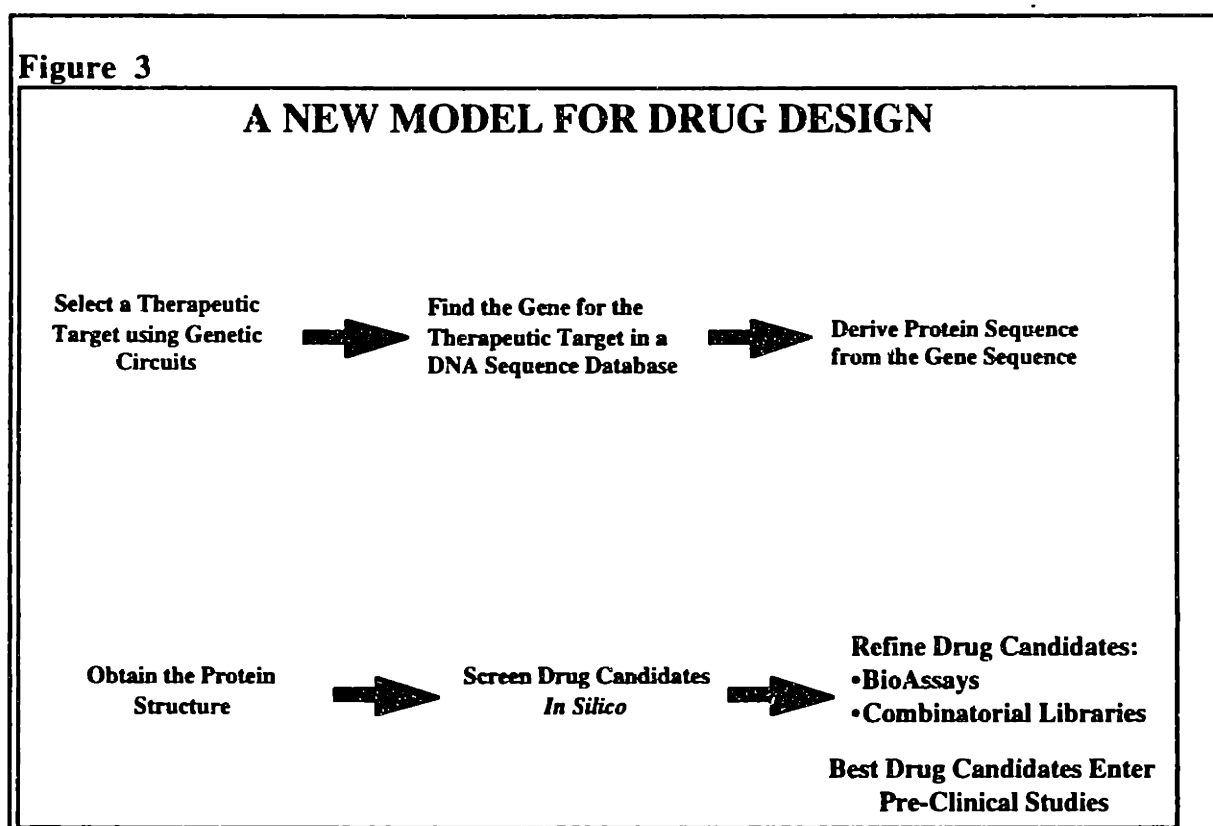 Figure 3
A NEW MODEL FOR DRUG DESIGN
Select a Therapeutic
Target using Genetic
Circuits
Find the Gene for the
Therapeutic Target in a
DNA Sequence Database
Derive Protein Sequence
from the Gene Sequence
Obtain the Protein
Structure
Screen Drug Candidates
In Silico
Refine Drug Candidates:
•BioAssays
•Combinatorial Libraries
Best Drug Candidates Enter
Pre-Clinical Studies